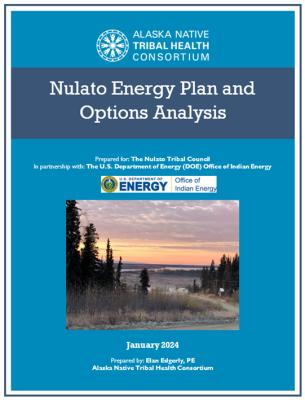 ALASKA NATIVE
TRIBAL HEALTH
CONSORTIUM
Nulato Energy Plan and
Options Analysis
Prepared for: The Nulato Tribal Council
In partnership with: The U.S. Department of Energy (DOE) Office of Indian Energy
U.S. DEPARTMENT OF
ENERGY
Office of
Indian Energy
January 2024
Prepared by: Elan Edgerly, PE
Alaska Native Tribal Health Consortium